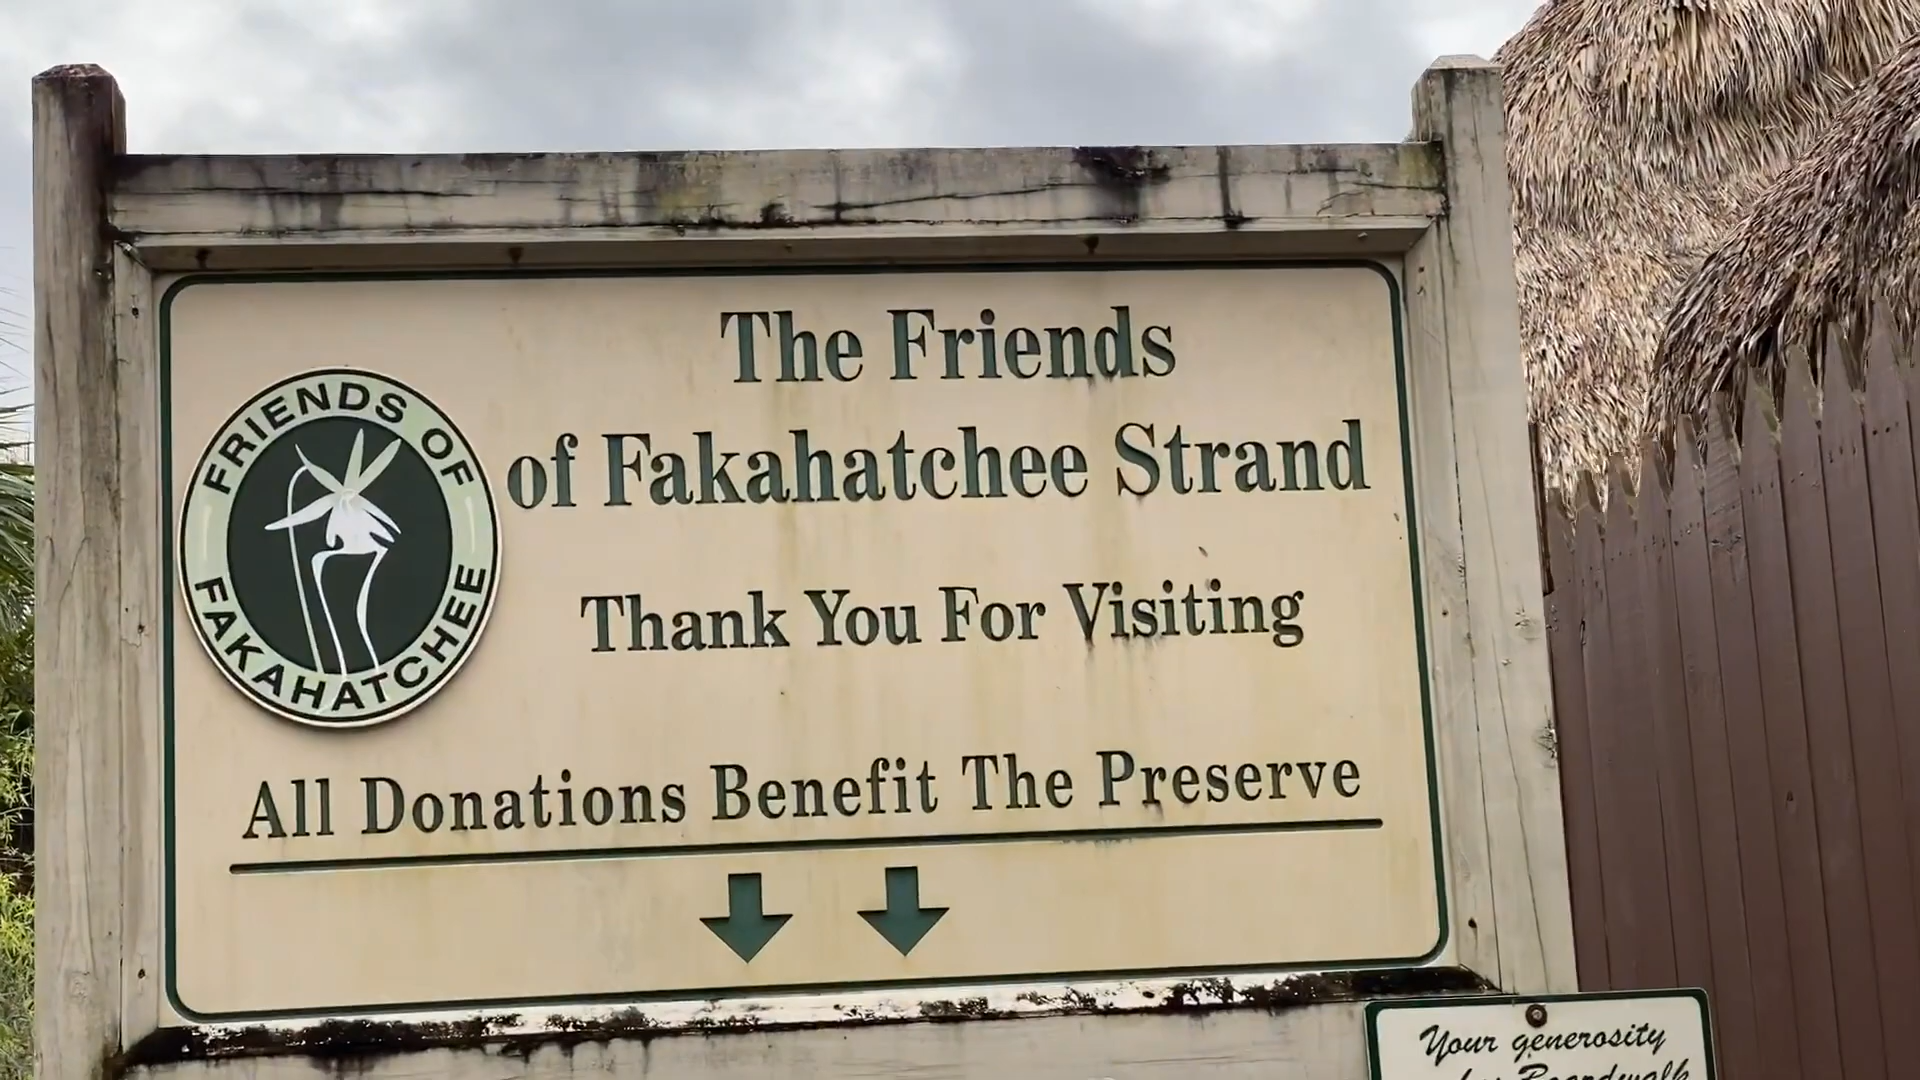 The Friends
of Fakahatchee Strand
FRIENDS OF
FAKAHATCHEE
Thank You For Visiting
All Donations Benefit The Preserve
Your generosity
Boardwalk